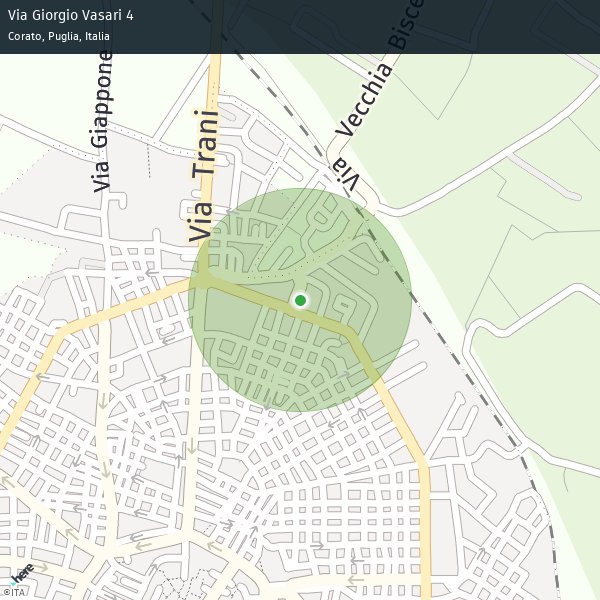 Via Giorgio Vasari 4
Corato, Puglia, Italia
Via Giappone
Via Trani
Via Vecchia Bisce
here
©ITA